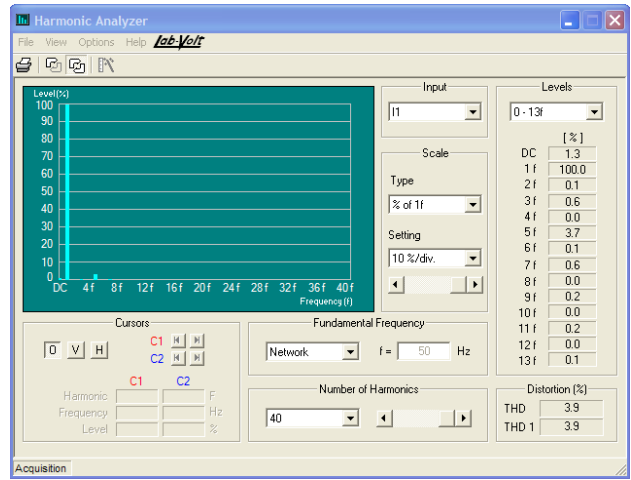 Harmonic Analyzer
File View Options Help Lab-Volt
Level(%)
100
90
80
70
60
50
40
30
20
10
0
DC 4f 8f 12f 16f 20f 24f 28f 32f 36f 40f
Frequency (f)
Input
I1
Scale
Type
% of 1f
Setting
10 %/div.
Levels
0 - 13f
[ % ]
DC 1.3
1 f 100.0
2 f 0.1
3 f 0.6
4 f 0.0
5 f 3.7
6 f 0.1
7 f 0.6
8 f 0.0
9 f 0.2
10 f 0.0
11 f 0.2
12 f 0.0
13 f 0.1
Cursors
0 V H
C1
C2
C1 C2
Harmonic F
Frequency Hz
Level %
Fundamental Frequency
Network f = 50 Hz
Number of Harmonics
40
Distortion (%)
THD 3.9
THD 1 3.9
Acquisition